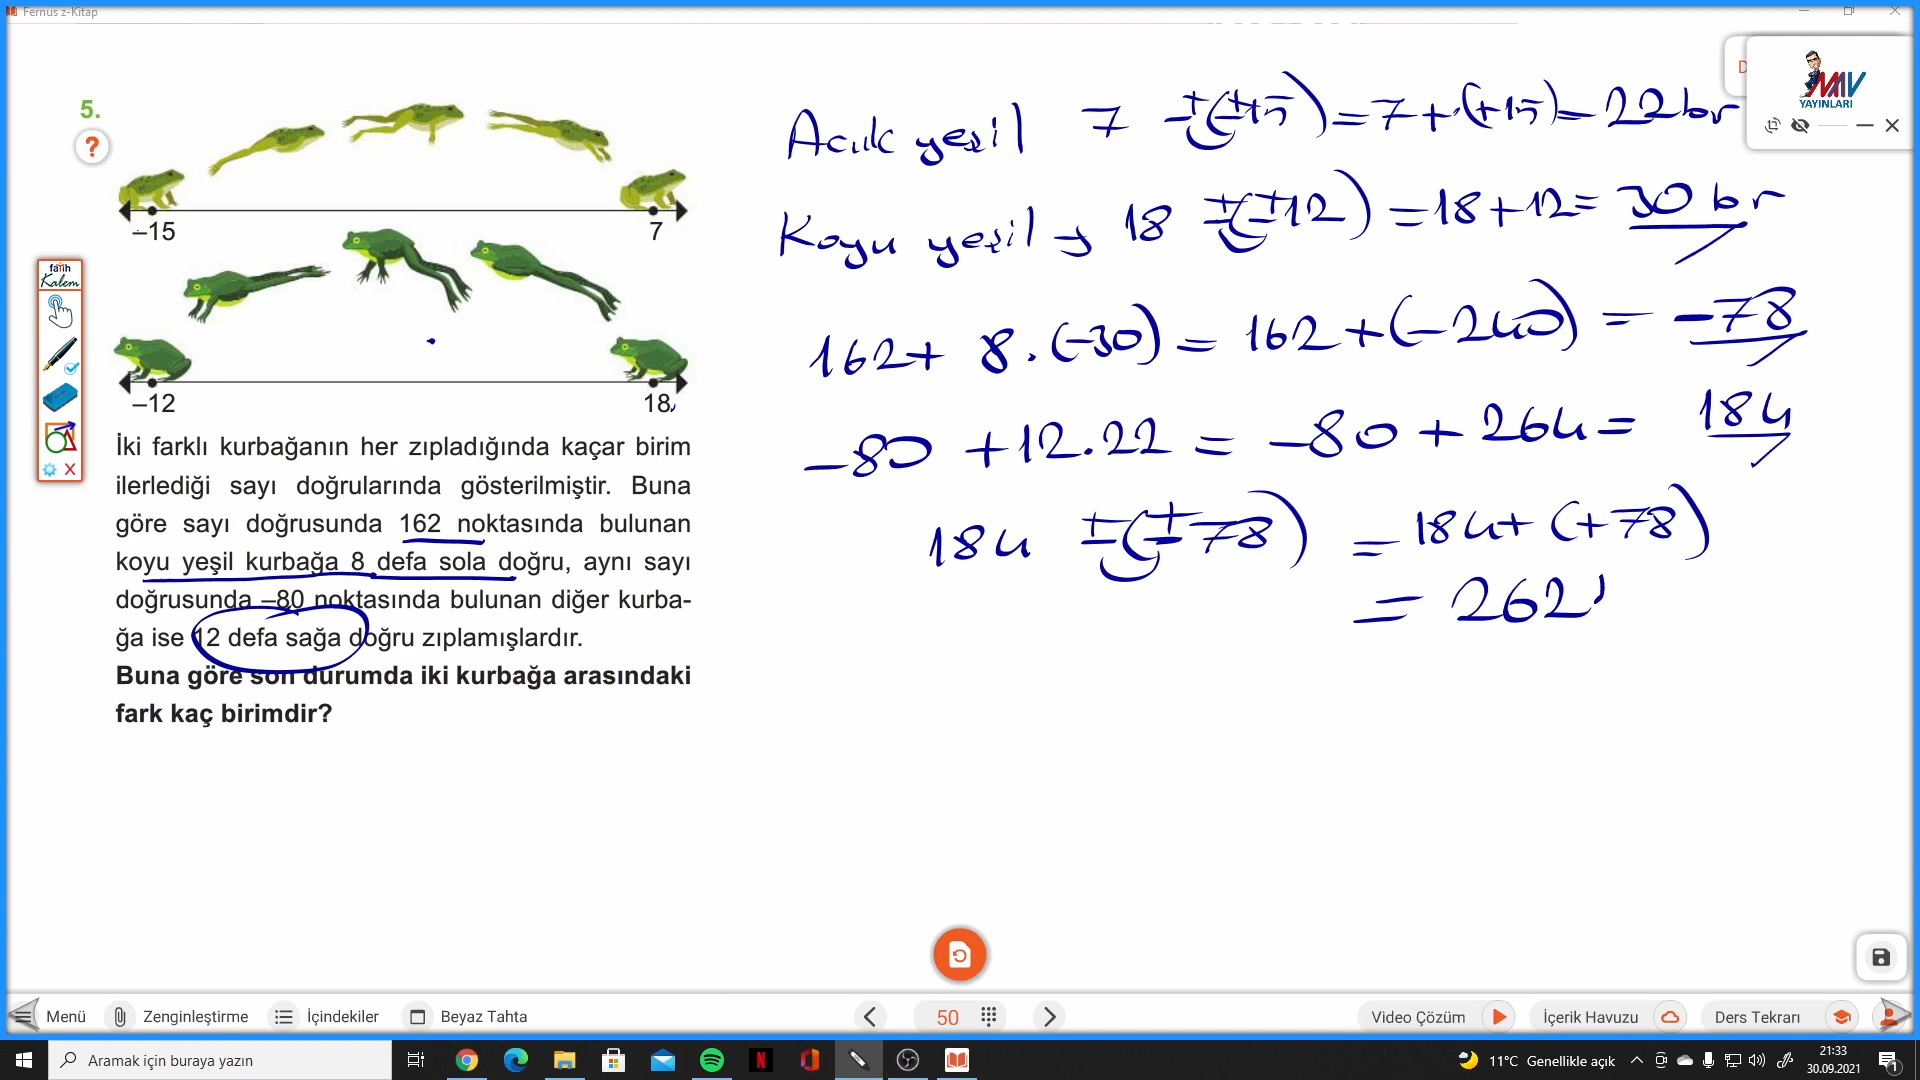 Fernus z-Kitap
MAV
YAYINLARI
5.
?
–15
7
–12
18
fatih
Kalem
İki farklı kurbağanın her zıpladığında kaçar birim
ilerlediği sayı doğrularında gösterilmiştir. Buna
göre sayı doğrusunda 162 noktasında bulunan
koyu yeşil kurbağa 8 defa sola doğru, aynı sayı
doğrusunda –80 noktasında bulunan diğer kurba-
ğa ise 12 defa sağa doğru zıplamışlardır.
Buna göre son durumda iki kurbağa arasındaki
fark kaç birimdir?
Acık yeşil 7 +(+15) = 7 + (+15) = 22 br
Koyu yeşil → 18 +(+12) = 18 + 12 = 30 br
162 + 8 . (-30) = 162 + (-240) = -78
-80 + 12.22 = -80 + 264 = 184
184 +(+78) = 184 + (+78)
= 262
Menü
Zenginleştirme
İçindekiler
Beyaz Tahta
50
Video Çözüm
İçerik Havuzu
Ders Tekrarı
Aramak için buraya yazın
11°C Genellikle açık
21:33
30.09.2021
1